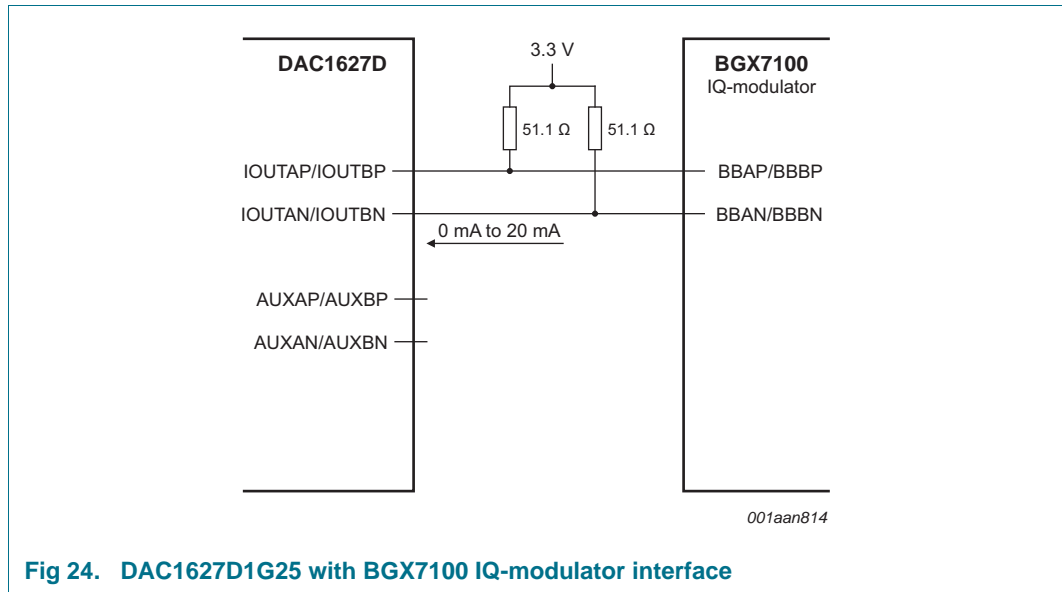 3.3 V
DAC1627D
BGX7100
IQ-modulator
51.1 Ω
51.1 Ω
IOUTAP/IOUTBP
BBAP/BBBP
IOUTAN/IOUTBN
BBAN/BBBN
0 mA to 20 mA
AUXAP/AUXBP
AUXAN/AUXBN
001aan814
Fig 24. DAC1627D1G25 with BGX7100 IQ-modulator interface